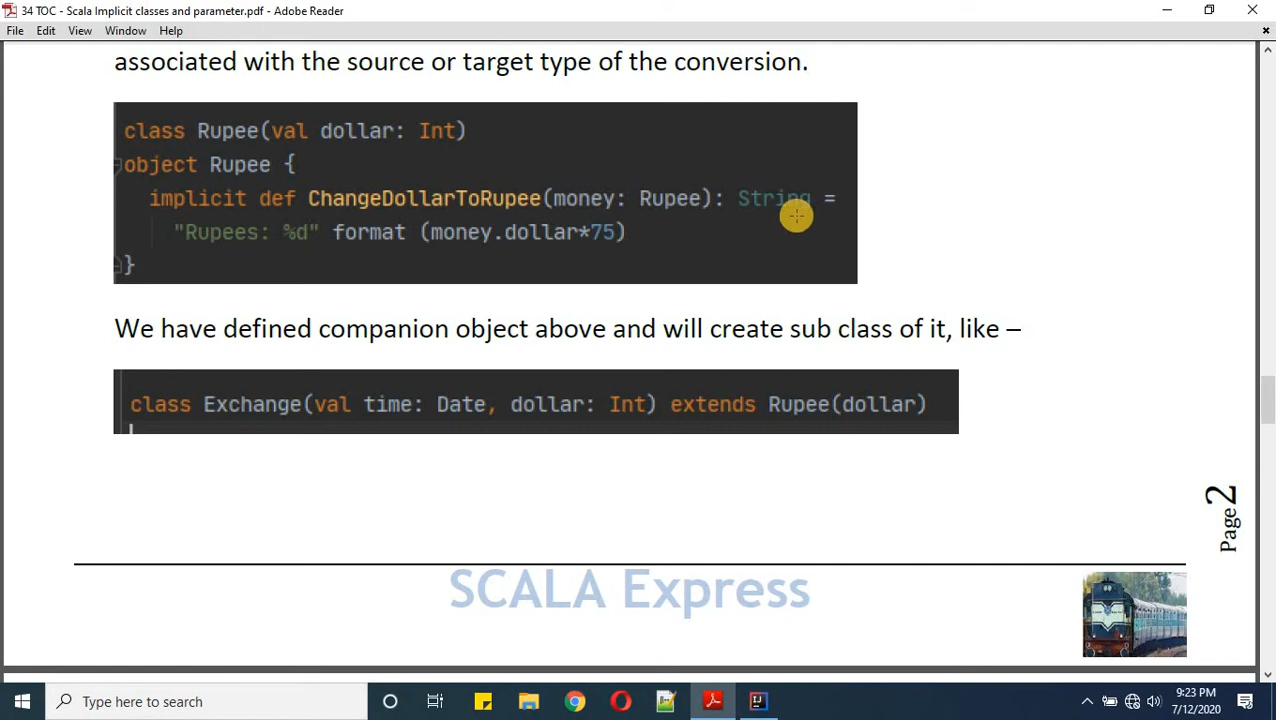 34 TOC - Scala Implicit classes and parameter.pdf - Adobe Reader
File Edit View Window Help
associated with the source or target type of the conversion.
class Rupee(val dollar: Int)
object Rupee {
implicit def ChangeDollarToRupee(money: Rupee): String =
"Rupees: %d" format (money.dollar*75)
}
We have defined companion object above and will create sub class of it, like –
class Exchange(val time: Date, dollar: Int) extends Rupee(dollar)
Page 2
SCALA Express
Type here to search
9:23 PM
7/12/2020